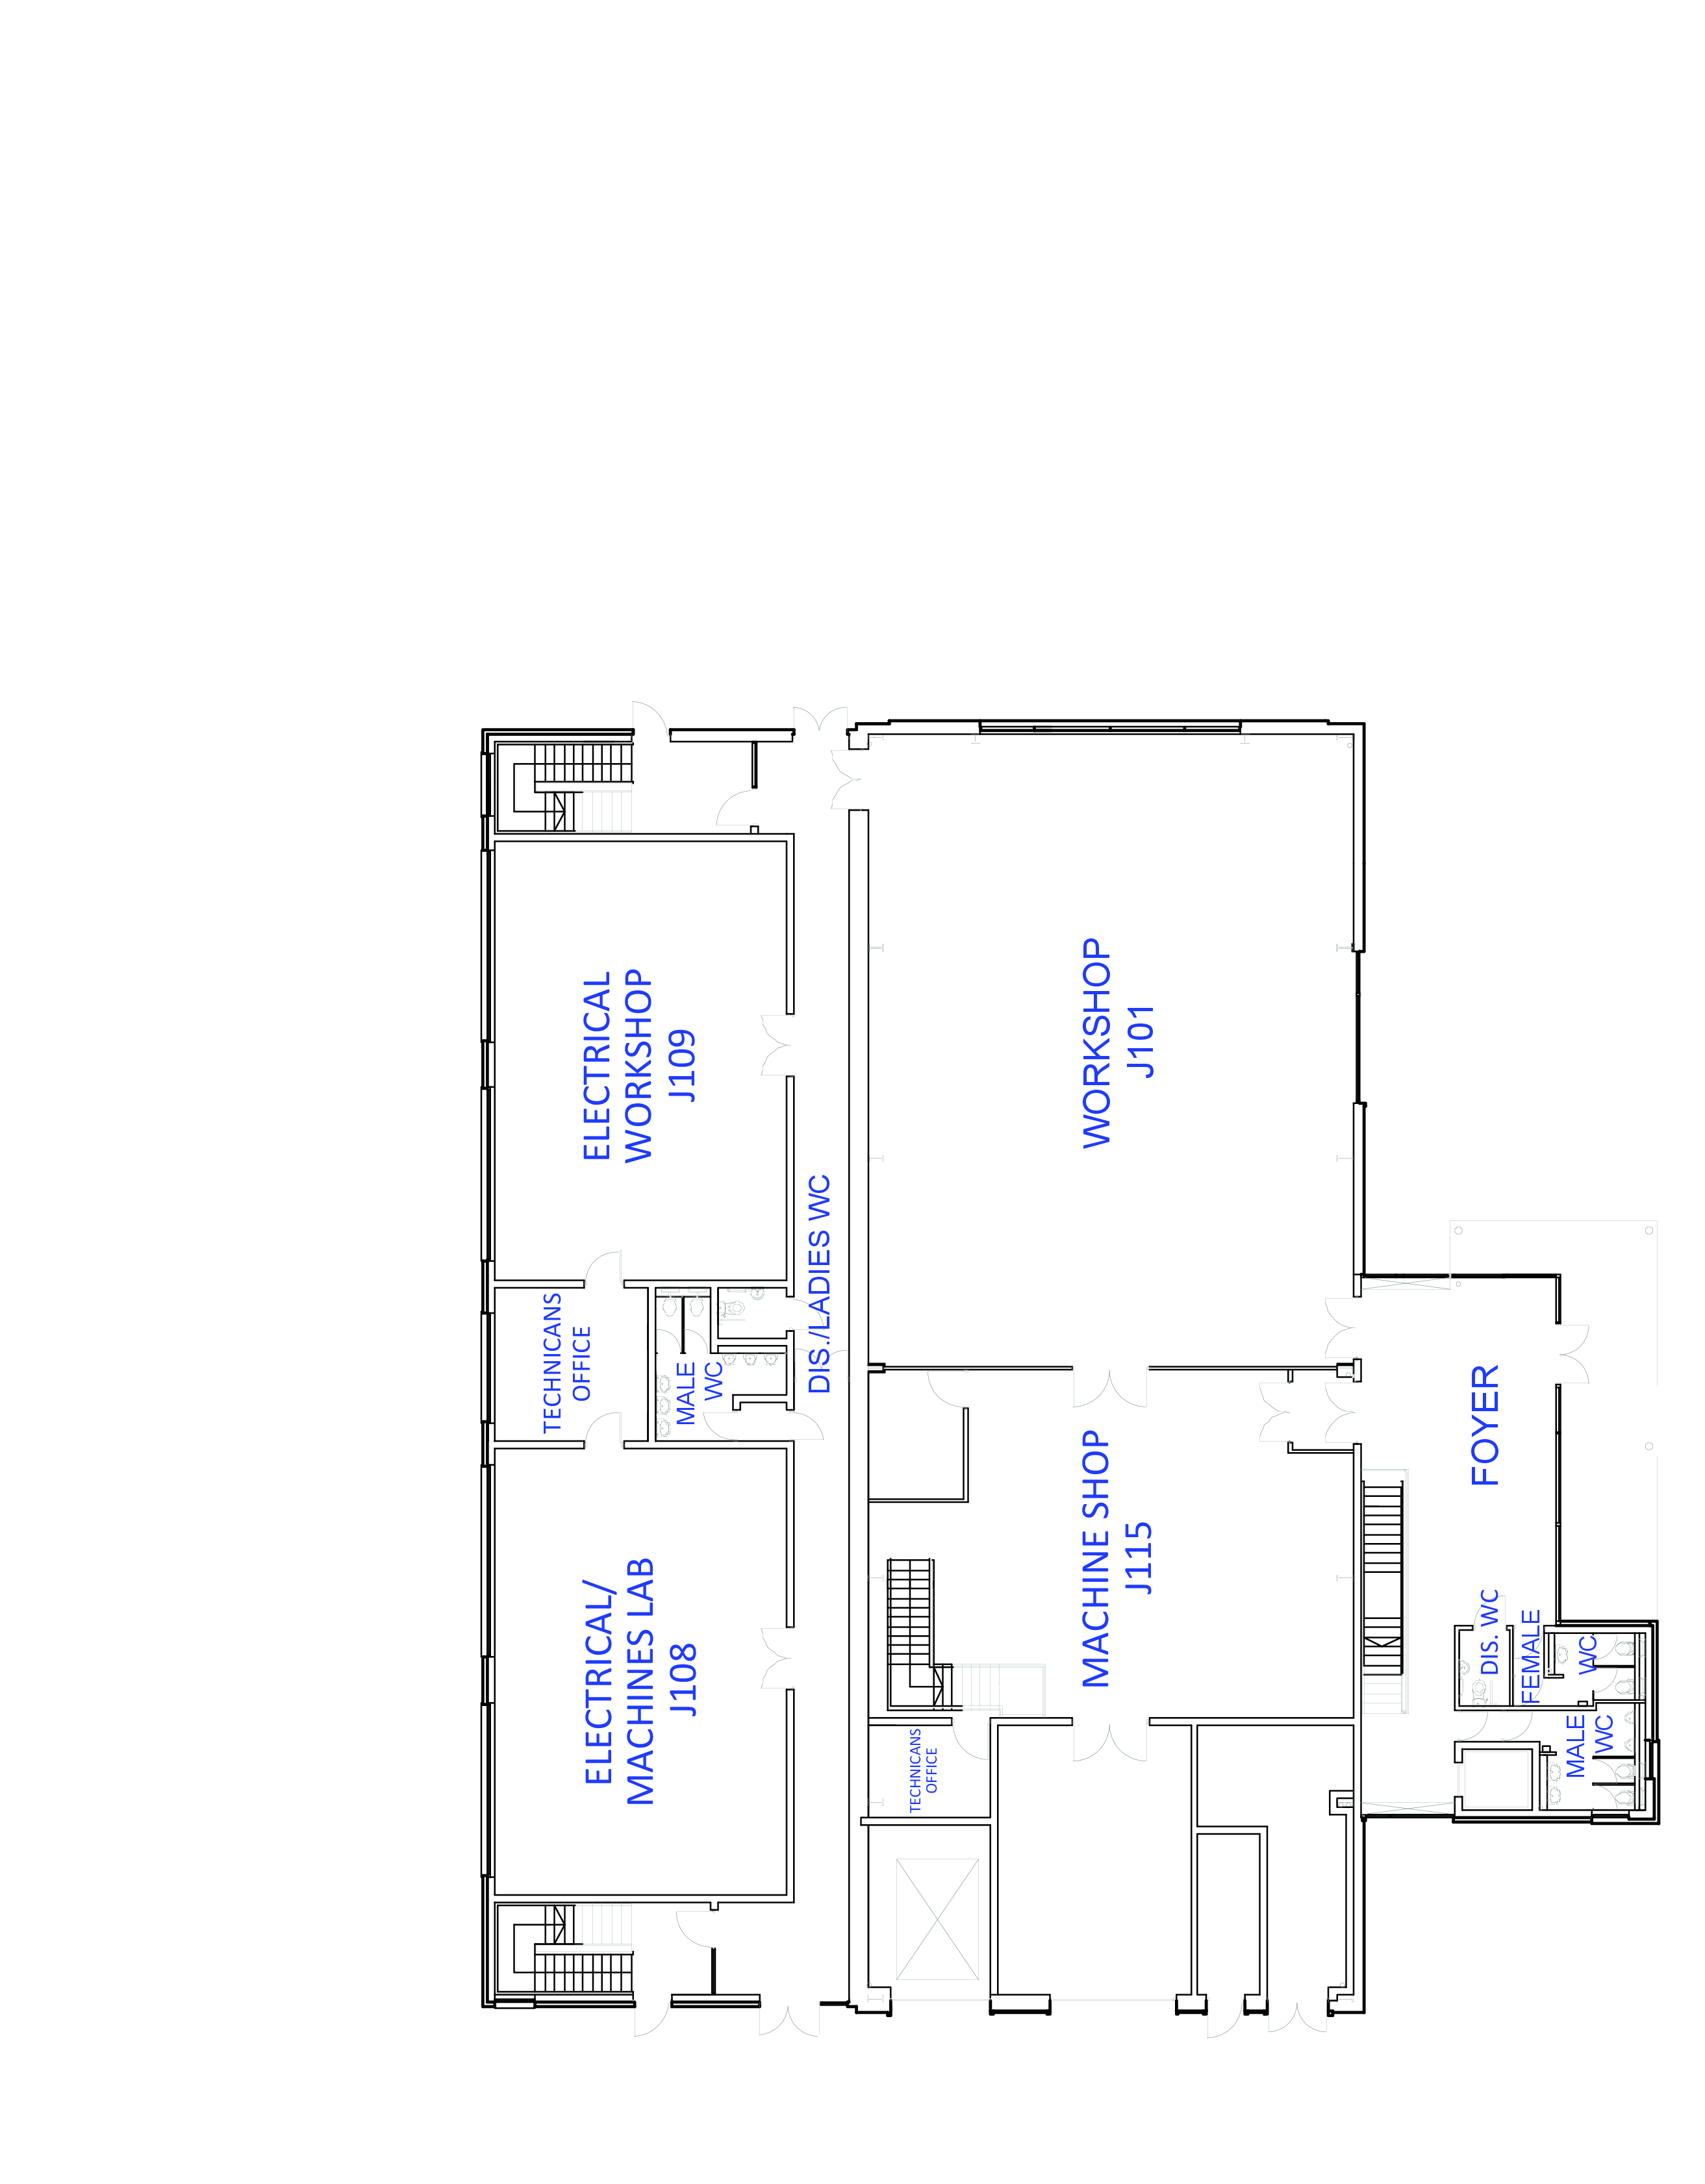 ELECTRICAL
WORKSHOP
J109
WORKSHOP
J101
DIS./LADIES WC
TECHNICANS
OFFICE
MALE
WC
FOYER
MACHINE SHOP
J115
ELECTRICAL/
MACHINES LAB
J108
DIS. WC
FEMALE
WC
MALE
WC
TECHNICANS
OFFICE